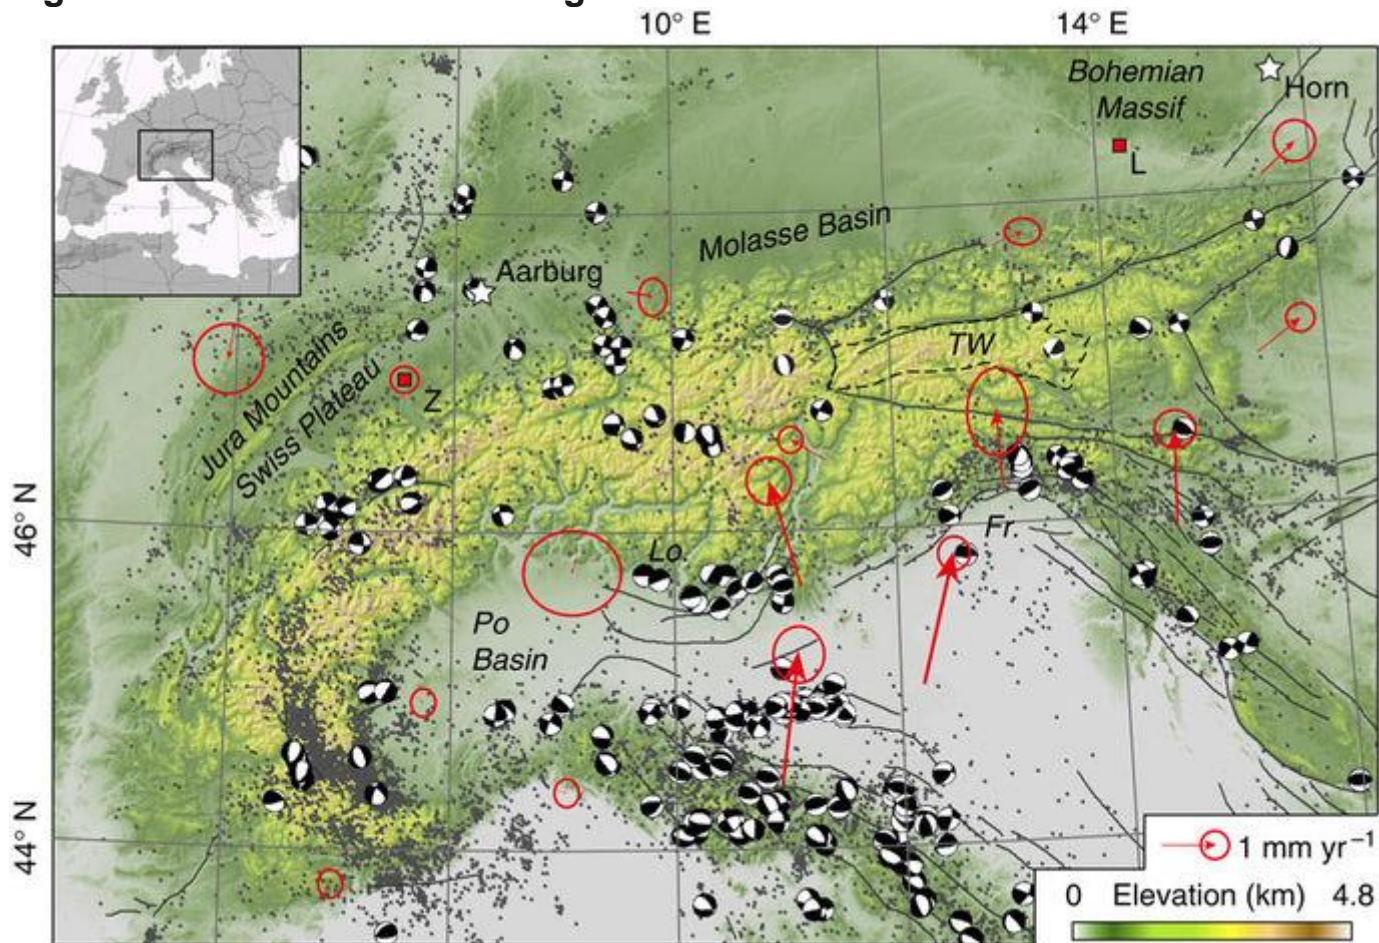 10° E
14° E
Bohemian
Massif
Horn
L
Molasse Basin
Aarburg
Jura Mountains
Swiss Plateau
Z
TW
46° N
Fr.
Lo.
Po
Basin
44° N
1 mm yr⁻¹
0 Elevation (km) 4.8